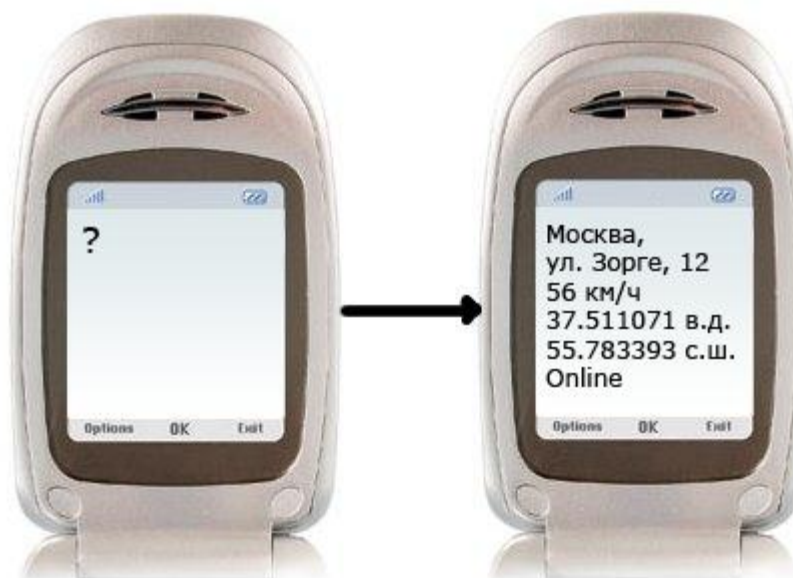 ?
Options OK Exit
Москва,
ул. Зорге, 12
56 км/ч
37.511071 в.д.
55.783393 с.ш.
Online
Options OK Exit